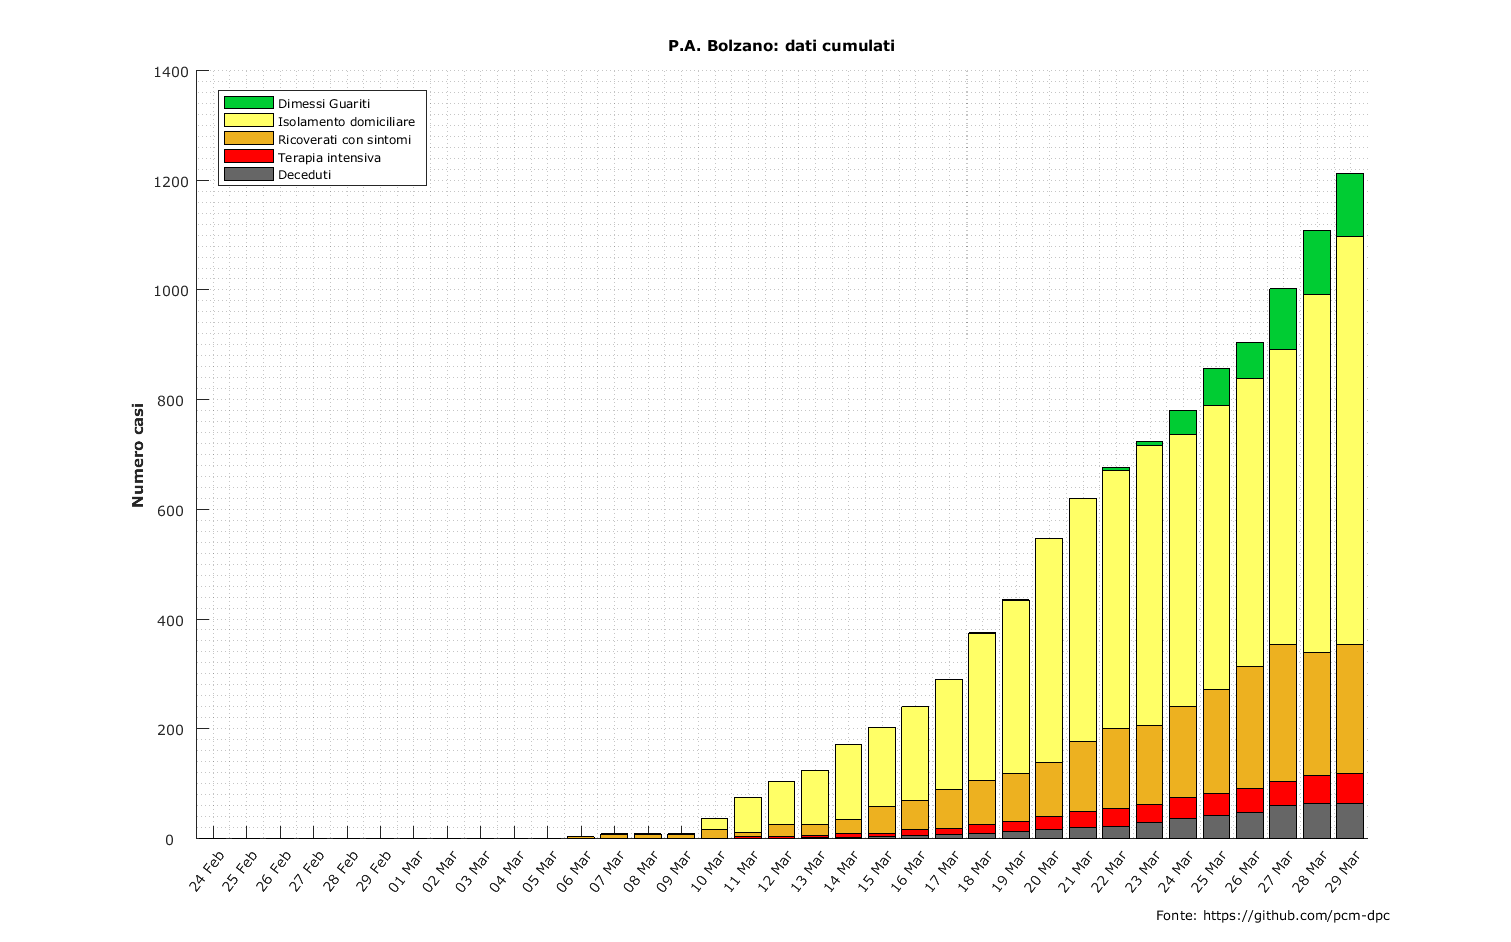 P.A. Bolzano: dati cumulati
1400
1200
1000
800
600
400
200
0
Numero casi
Dimessi Guariti
Isolamento domiciliare
Ricoverati con sintomi
Terapia intensiva
Deceduti
24 Feb
25 Feb
26 Feb
27 Feb
28 Feb
29 Feb
01 Mar
02 Mar
03 Mar
04 Mar
05 Mar
06 Mar
07 Mar
08 Mar
09 Mar
10 Mar
11 Mar
12 Mar
13 Mar
14 Mar
15 Mar
16 Mar
17 Mar
18 Mar
19 Mar
20 Mar
21 Mar
22 Mar
23 Mar
24 Mar
25 Mar
26 Mar
27 Mar
28 Mar
29 Mar
Fonte: https://github.com/pcm-dpc